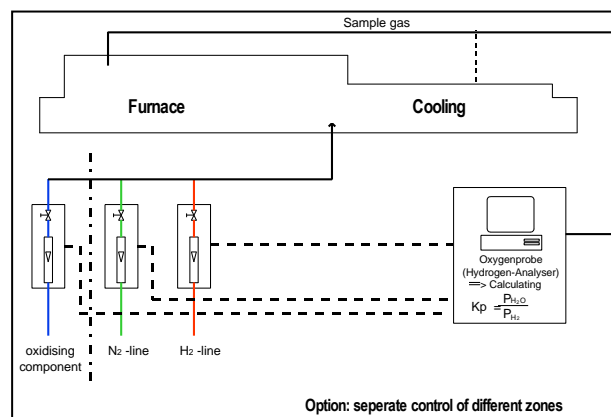 Sample gas
Furnace
Cooling
Oxygenprobe
(Hydrogen-Analyser)
=> Calculating
Kp = PH2O / PH2
oxidising
component
N2 -line
H2 -line
Option: seperate control of different zones